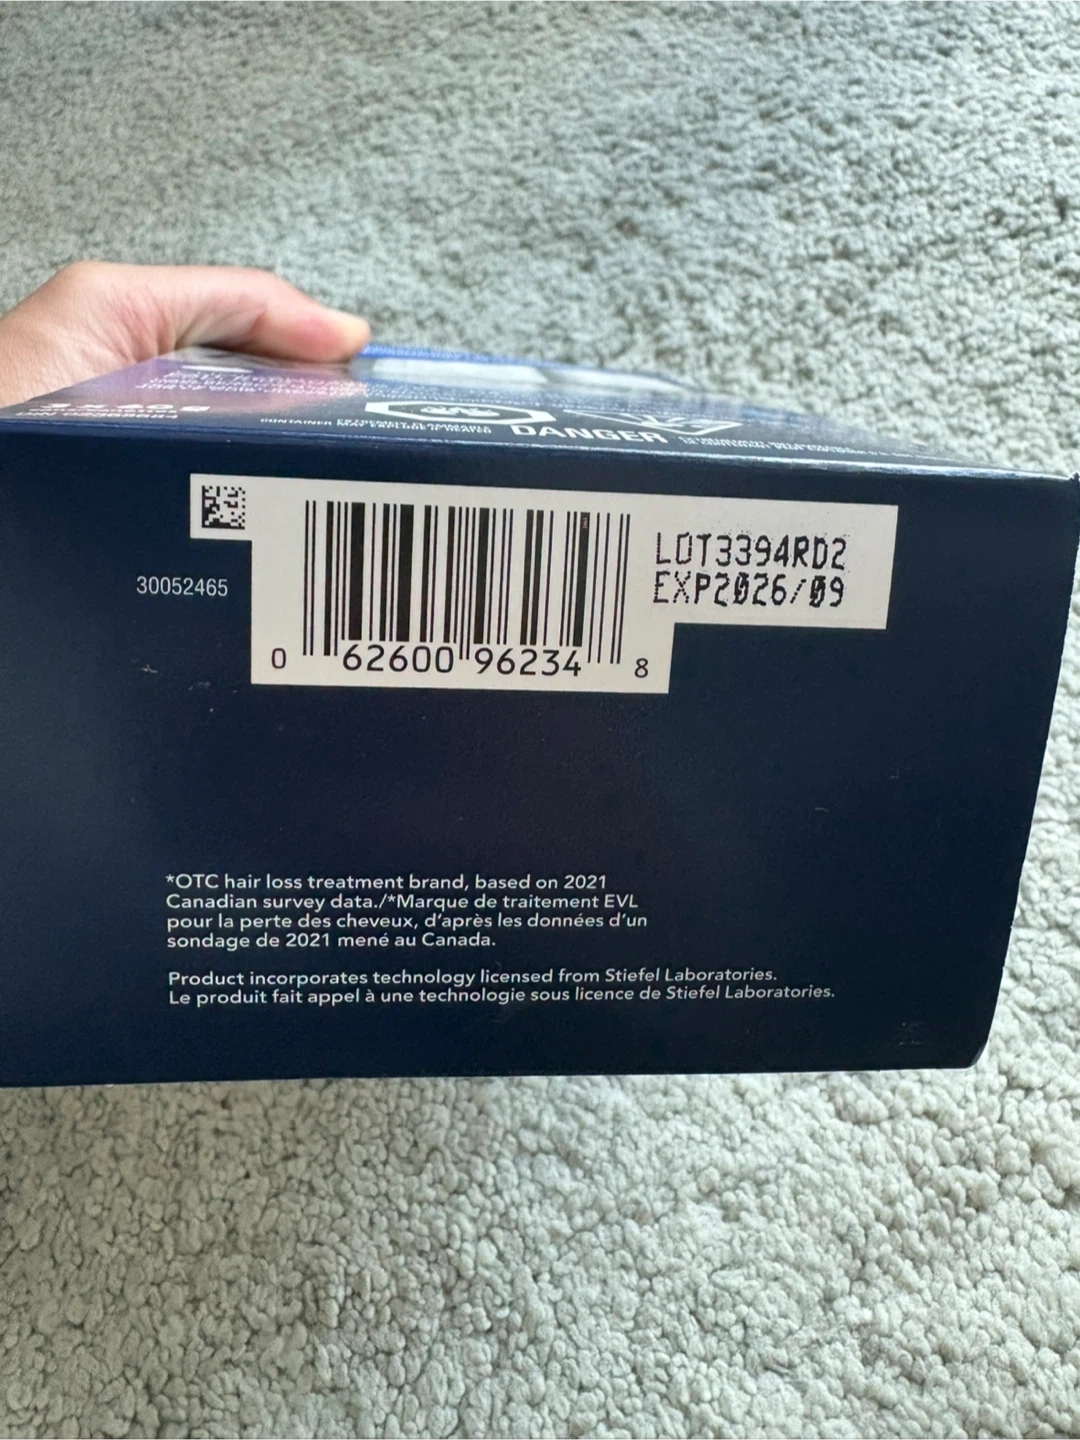 CONTAINER
DANGER
30052465
LOT3394RD2
EXP2026/09
0 62600 96234 8
*OTC hair loss treatment brand, based on 2021
Canadian survey data./*Marque de traitement EVL
pour la perte des cheveux, d'après les données d'un
sondage de 2021 mené au Canada.
Product incorporates technology licensed from Stiefel Laboratories.
Le produit fait appel à une technologie sous licence de Stiefel Laboratories.